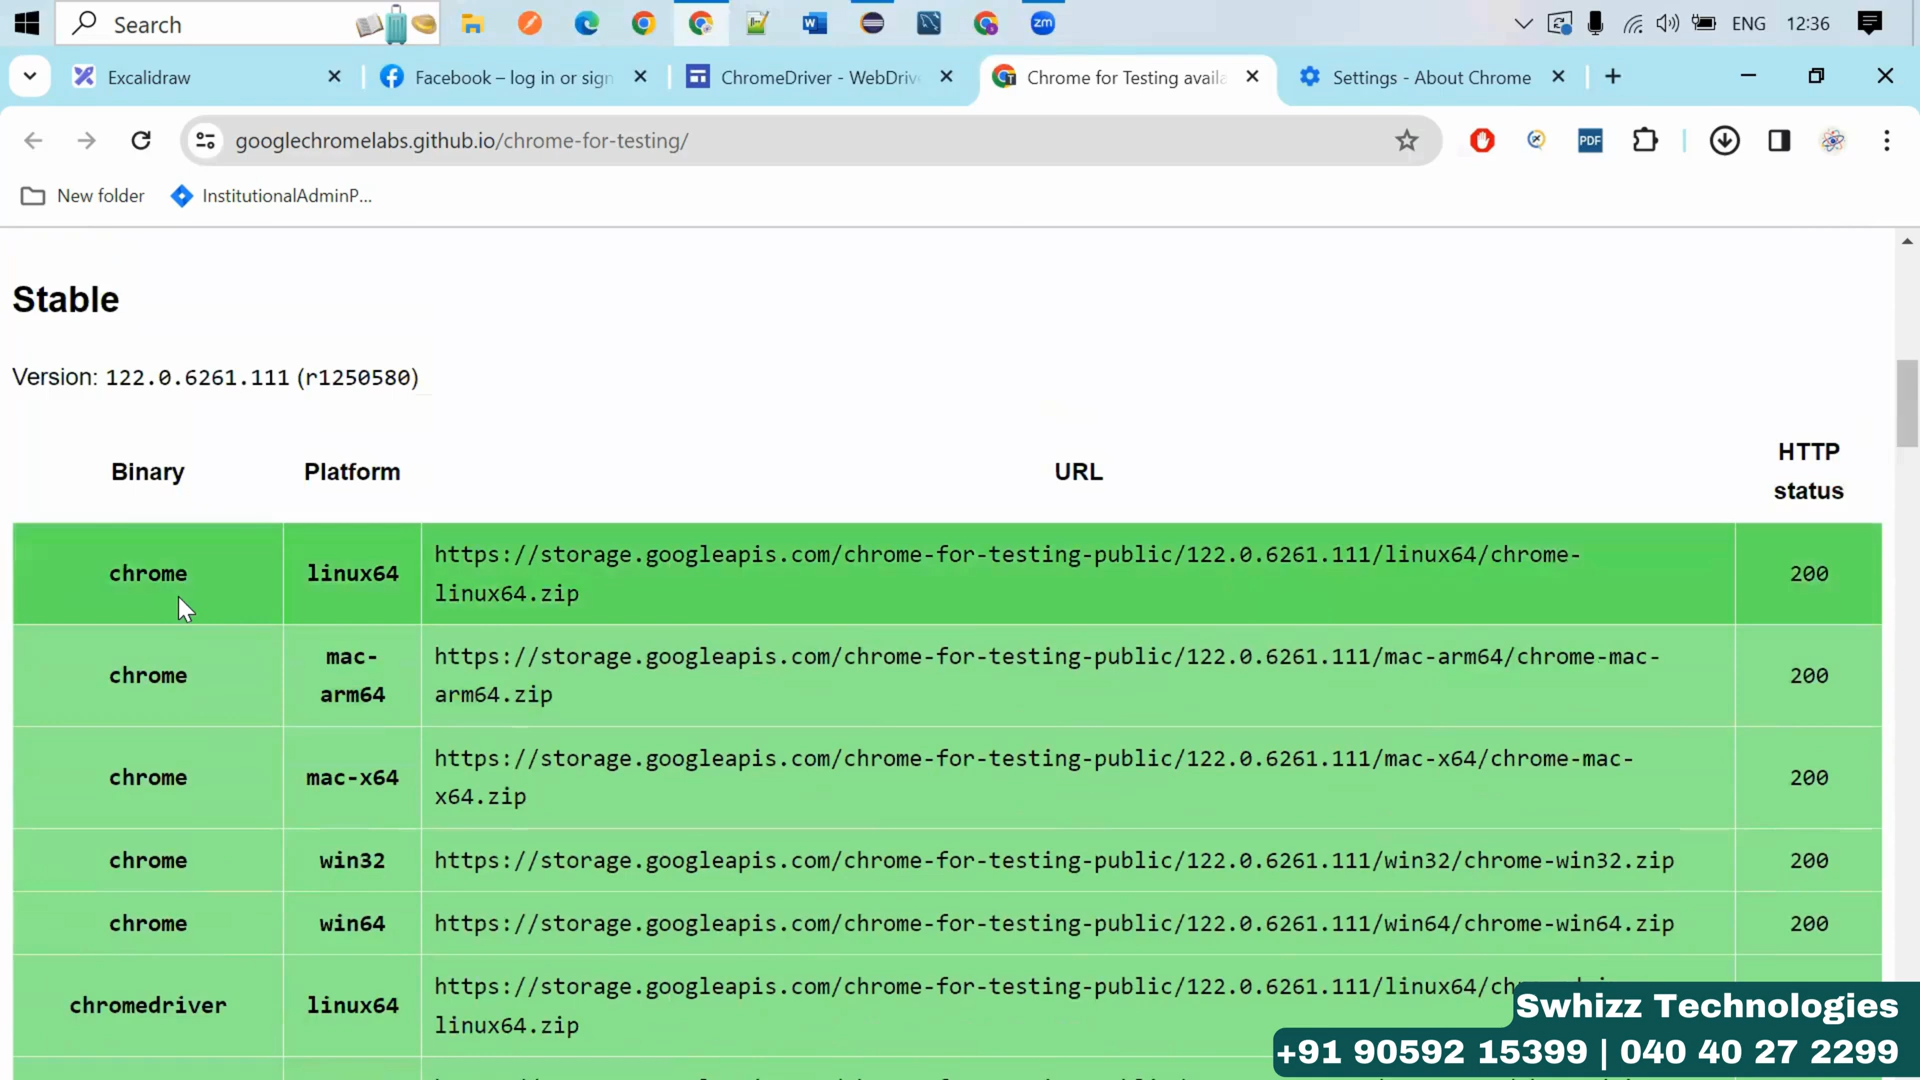 Search
ENG 12:36
Excalidraw
Facebook – log in or sign
ChromeDriver - WebDrive
Chrome for Testing availa
Settings - About Chrome
googlechromelabs.github.io/chrome-for-testing/
PDF
New folder
InstitutionalAdminP...
Stable
Version: 122.0.6261.111 (r1250580)
Binary Platform URL HTTP
status
chrome linux64 https://storage.googleapis.com/chrome-for-testing-public/122.0.6261.111/linux64/chrome-
linux64.zip 200
chrome mac-
arm64 https://storage.googleapis.com/chrome-for-testing-public/122.0.6261.111/mac-arm64/chrome-mac-
arm64.zip 200
chrome mac-x64 https://storage.googleapis.com/chrome-for-testing-public/122.0.6261.111/mac-x64/chrome-mac-
x64.zip 200
chrome win32 https://storage.googleapis.com/chrome-for-testing-public/122.0.6261.111/win32/chrome-win32.zip 200
chrome win64 https://storage.googleapis.com/chrome-for-testing-public/122.0.6261.111/win64/chrome-win64.zip 200
chromedriver linux64 https://storage.googleapis.com/chrome-for-testing-public/122.0.6261.111/linux64/
linux64.zip
Swhizz Technologies
+91 90592 15399 | 040 40 27 2299